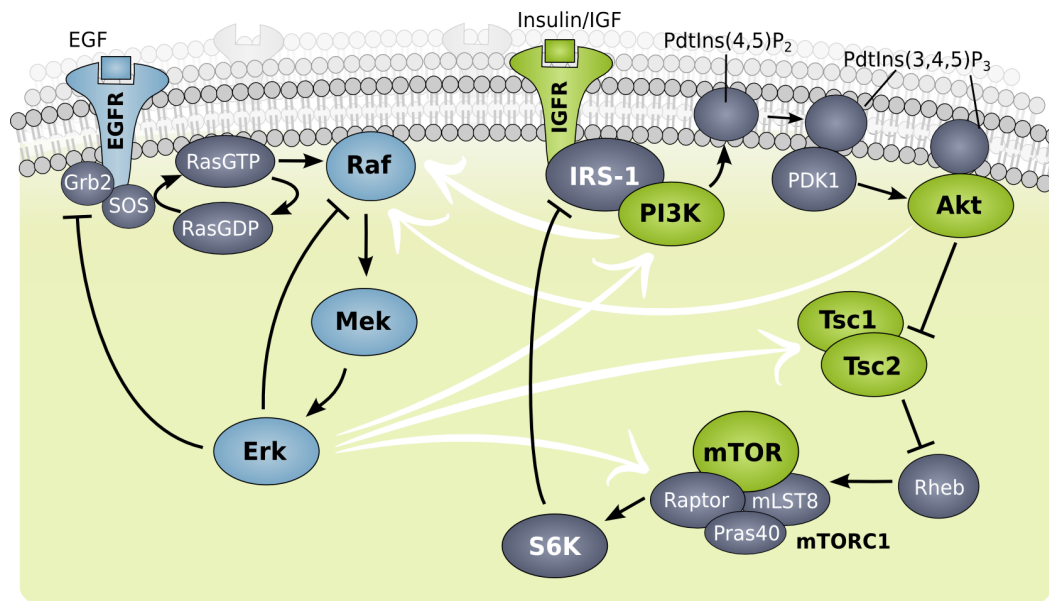 Insulin/IGF
EGF
PdtIns(4,5)P₂
PdtIns(3,4,5)P₃
EGFR
IGFR
RasGTP
Raf
Grb2
SOS
RasGDP
IRS-1
PI3K
PDK1
Akt
Mek
Tsc1
Tsc2
Erk
mTOR
Raptor
mLST8
Rheb
Pras40
mTORC1
S6K